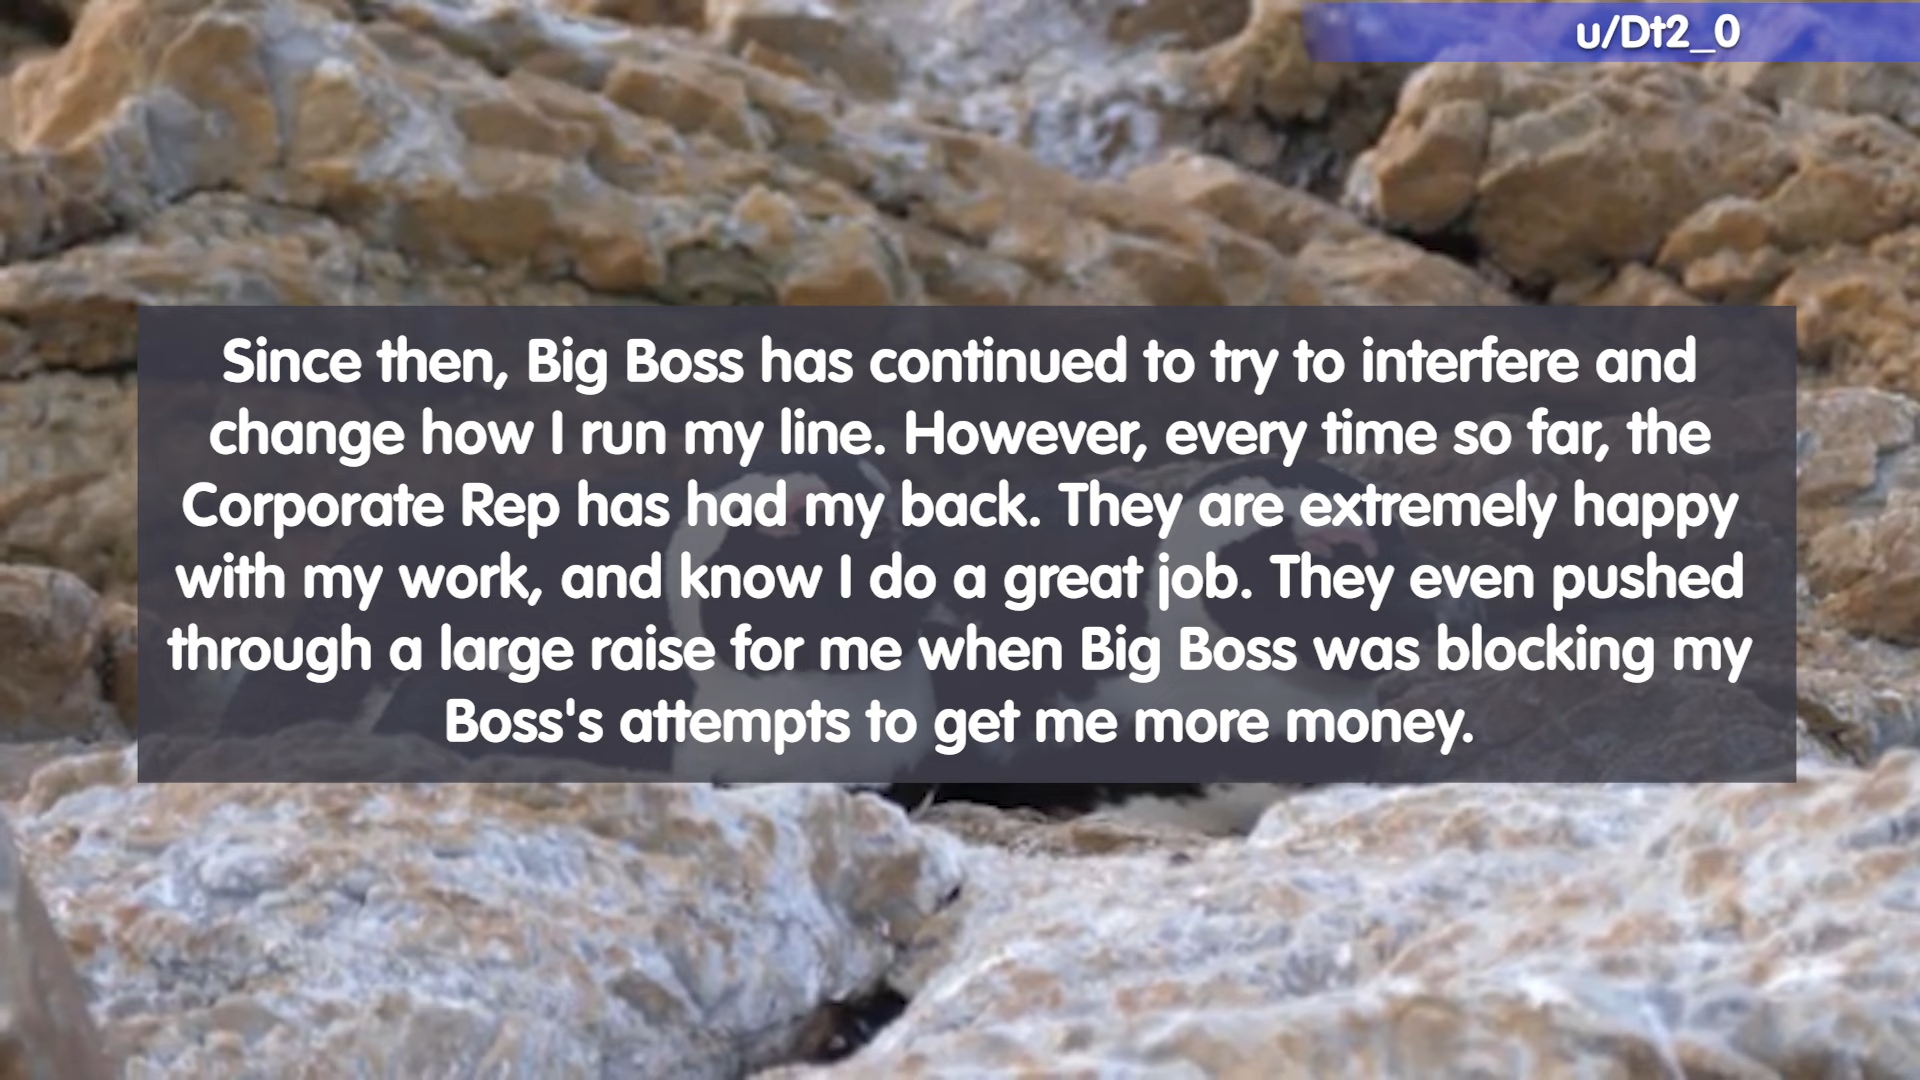 u/Dt2_0
Since then, Big Boss has continued to try to interfere and
change how I run my line. However, every time so far, the
Corporate Rep has had my back. They are extremely happy
with my work, and know I do a great job. They even pushed
through a large raise for me when Big Boss was blocking my
Boss's attempts to get me more money.